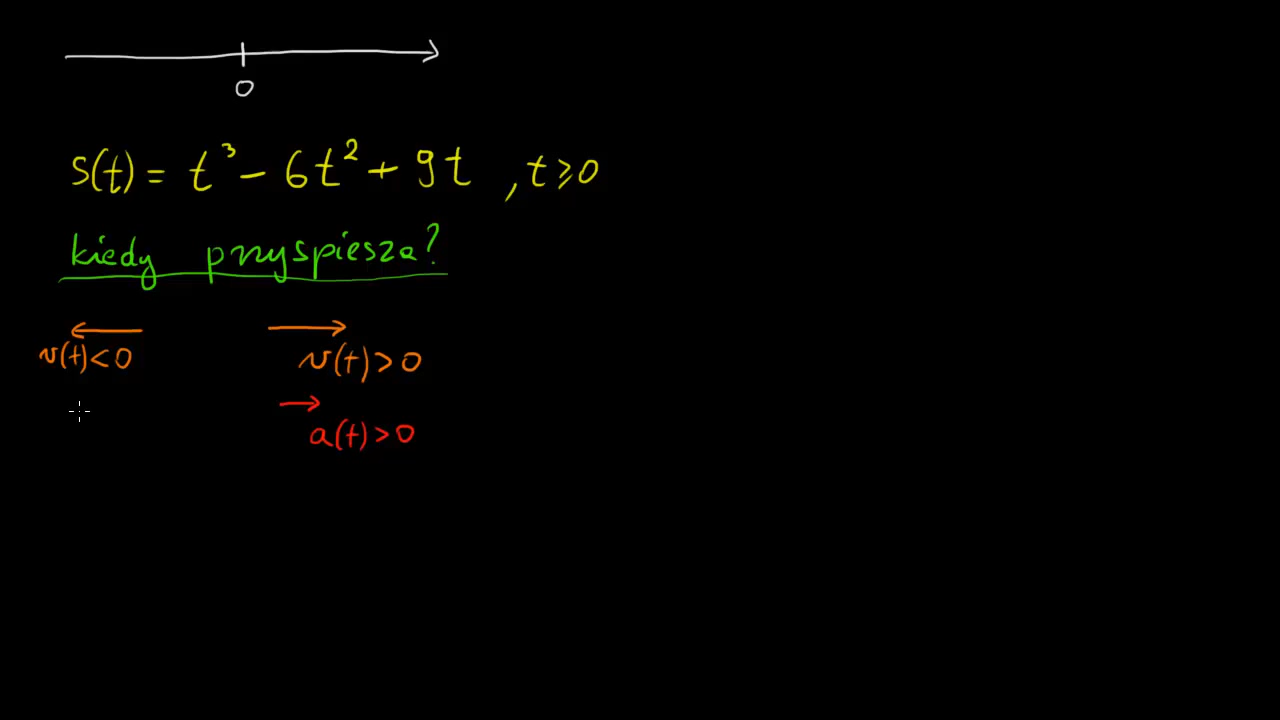 0
S(t) = t³ - 6t² + 9t , t ≥ 0
kiedy przyspiesza?
v(t) < 0 v(t) > 0
a(t) > 0